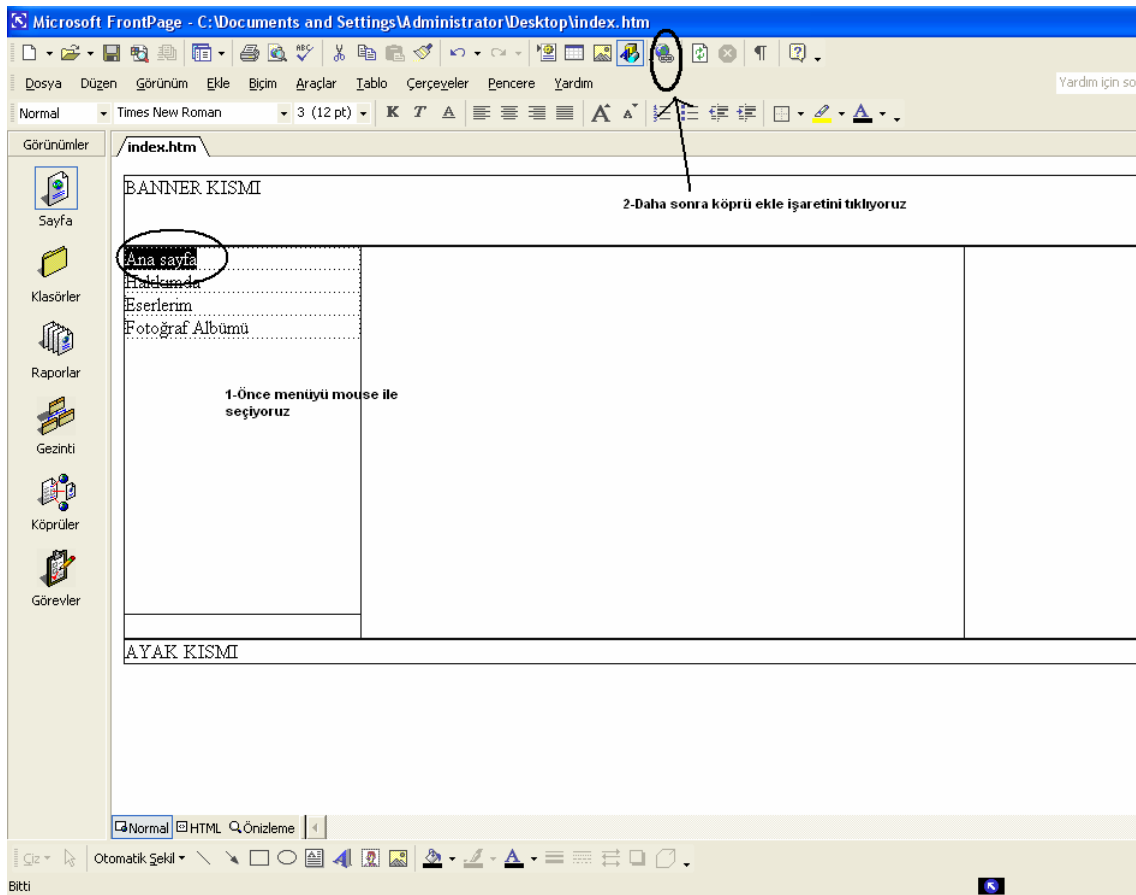 Microsoft FrontPage - C:\Documents and Settings\Administrator\Desktop\index.htm
Dosya Düzen Görünüm Ekle Biçim Araçlar Tablo Çerçeveler Pencere Yardım Yardım için so
Normal Times New Roman 3 (12 pt) K T A A A A
Görünümler index.htm
BANNER KISMI
2-Daha sonra köprü ekle işaretini tıklıyoruz
Sayfa
Ana sayfa
Hakkımda
Klasörler
Eserlerim
Fotoğraf Albümü
Raporlar
1-Önce menüyü mouse ile
seçiyoruz
Gezinti
Köprüler
Görevler
AYAK KISMI
Normal HTML Önizleme
Çiz Otomatik Şekil A
Bitti